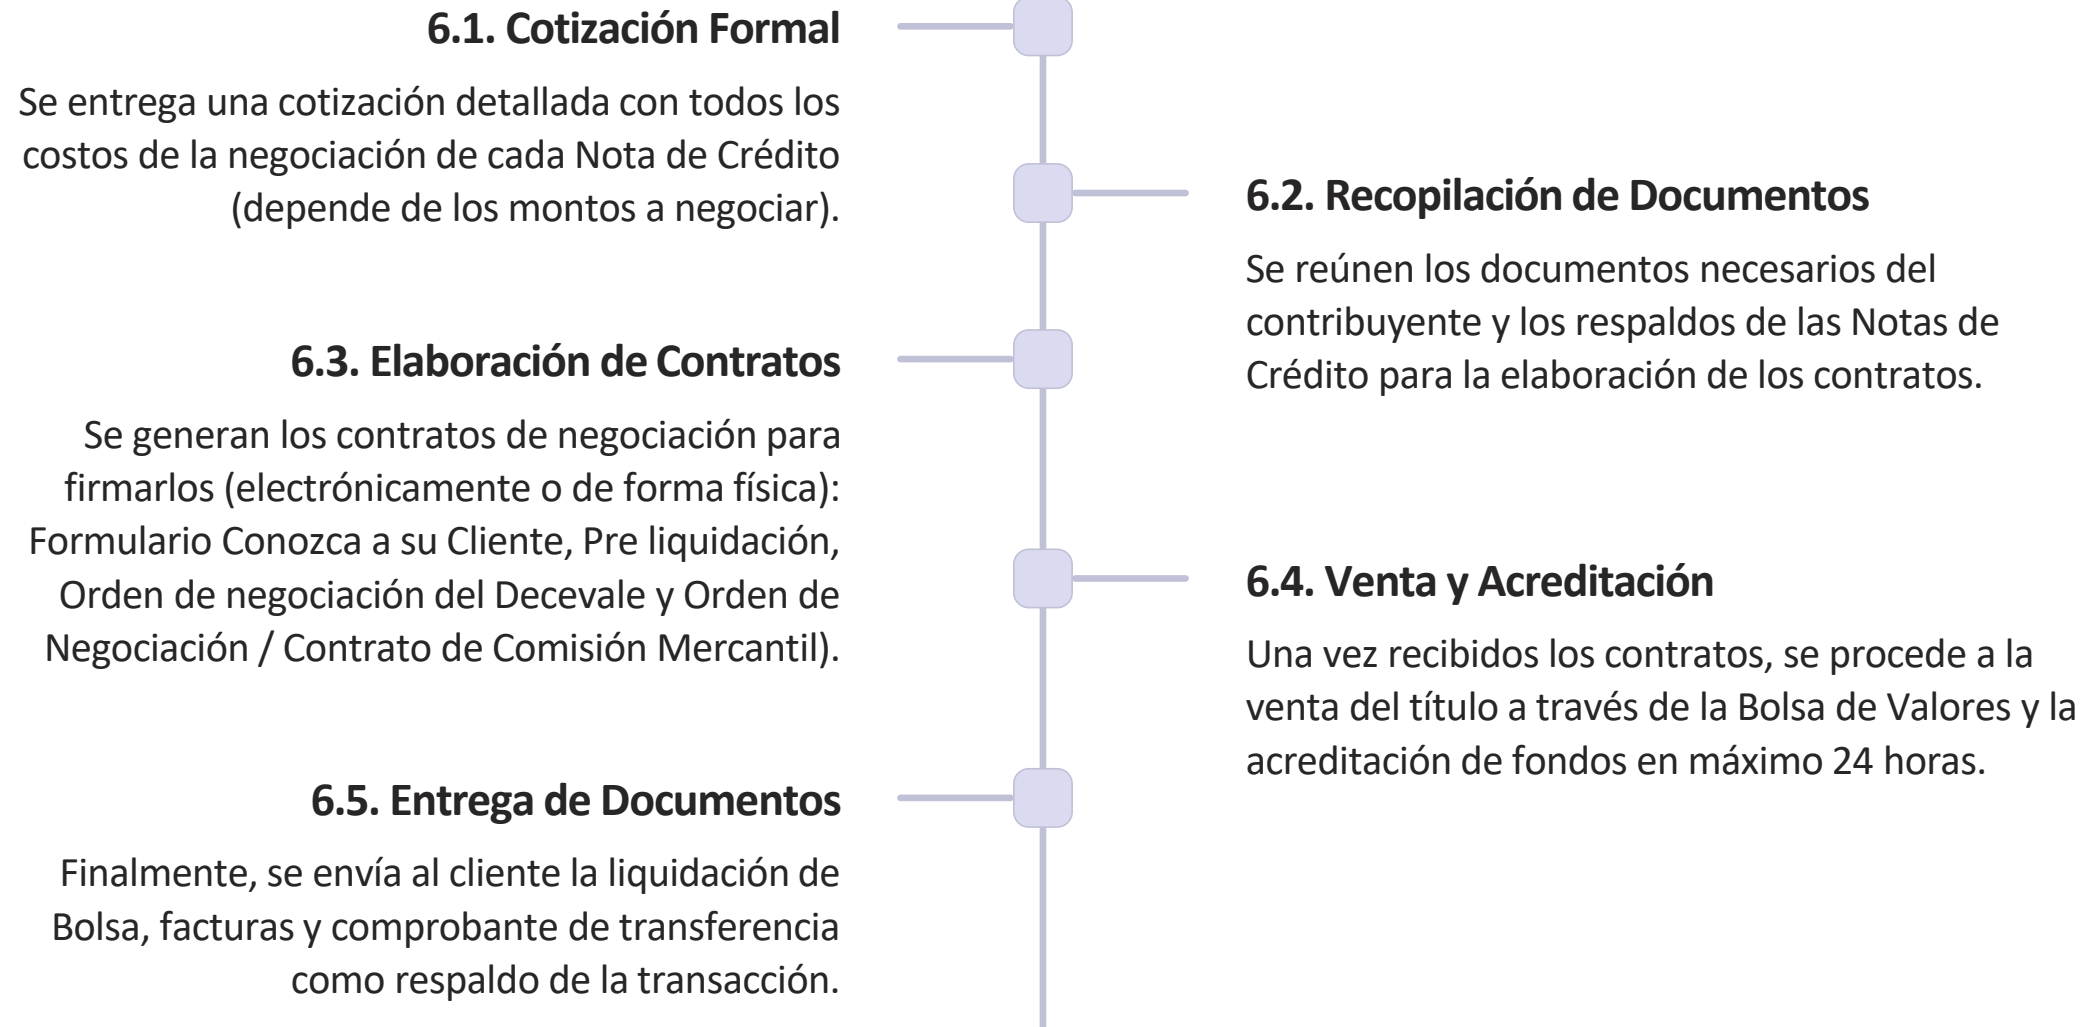 6.1. Cotización Formal
Se entrega una cotización detallada con todos los
costos de la negociación de cada Nota de Crédito
(depende de los montos a negociar).
6.2. Recopilación de Documentos
Se reúnen los documentos necesarios del
contribuyente y los respaldos de las Notas de
Crédito para la elaboración de los contratos.
6.3. Elaboración de Contratos
Se generan los contratos de negociación para
firmarlos (electrónicamente o de forma física):
Formulario Conozca a su Cliente, Pre liquidación,
Orden de negociación del Decevale y Orden de
Negociación / Contrato de Comisión Mercantil).
6.4. Venta y Acreditación
Una vez recibidos los contratos, se procede a la
venta del título a través de la Bolsa de Valores y la
acreditación de fondos en máximo 24 horas.
6.5. Entrega de Documentos
Finalmente, se envía al cliente la liquidación de
Bolsa, facturas y comprobante de transferencia
como respaldo de la transacción.